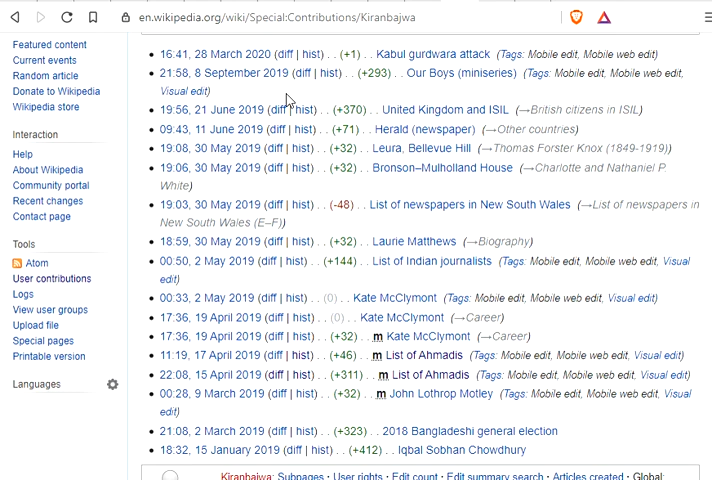 en.wikipedia.org/wiki/Special:Contributions/Kiranbajwa
Featured content
Current events
Random article
Donate to Wikipedia
Wikipedia store
Interaction
Help
About Wikipedia
Community portal
Recent changes
Contact page
Tools
Atom
User contributions
Logs
View user groups
Upload file
Special pages
Printable version
Languages
16:41, 28 March 2020 (diff | hist) . . (+1) . . Kabul gurdwara attack (Tags: Mobile edit, Mobile web edit)
21:58, 8 September 2019 (diff | hist) . . (+293) . . Our Boys (miniseries) (Tags: Mobile edit, Mobile web edit,
Visual edit)
19:56, 21 June 2019 (diff | hist) . . (+370) . . United Kingdom and ISIL (→British citizens in ISIL)
09:43, 11 June 2019 (diff | hist) . . (+71) . . Herald (newspaper) (→Other countries)
19:08, 30 May 2019 (diff | hist) . . (+32) . . Leura, Bellevue Hill (→Thomas Forster Knox (1849-1919))
19:06, 30 May 2019 (diff | hist) . . (+32) . . Bronson–Mulholland House (→Charlotte and Nathaniel P.
White)
19:03, 30 May 2019 (diff | hist) . . (-48) . . List of newspapers in New South Wales (→List of newspapers in
New South Wales (E–F))
18:59, 30 May 2019 (diff | hist) . . (+32) . . Laurie Matthews (→Biography)
00:50, 2 May 2019 (diff | hist) . . (+144) . . List of Indian journalists (Tags: Mobile edit, Mobile web edit, Visual
edit)
00:33, 2 May 2019 (diff | hist) . . (0) . . Kate McClymont (Tags: Mobile edit, Mobile web edit, Visual edit)
17:36, 19 April 2019 (diff | hist) . . (0) . . Kate McClymont (→Career)
17:36, 19 April 2019 (diff | hist) . . (+32) . . m Kate McClymont (→Career)
11:19, 17 April 2019 (diff | hist) . . (+46) . . m List of Ahmadis (Tags: Mobile edit, Mobile web edit, Visual edit)
22:08, 15 April 2019 (diff | hist) . . (+311) . . m List of Ahmadis (Tags: Mobile edit, Mobile web edit, Visual edit)
00:28, 9 March 2019 (diff | hist) . . (+32) . . m John Lothrop Motley (Tags: Mobile edit, Mobile web edit, Visual
edit)
21:08, 2 March 2019 (diff | hist) . . (+323) . . 2018 Bangladeshi general election
18:32, 15 January 2019 (diff | hist) . . (+412) . . Iqbal Sobhan Chowdhury
Kiranbajwa: Subpages · User rights · Edit count · Edit summary search · Articles created · Global: